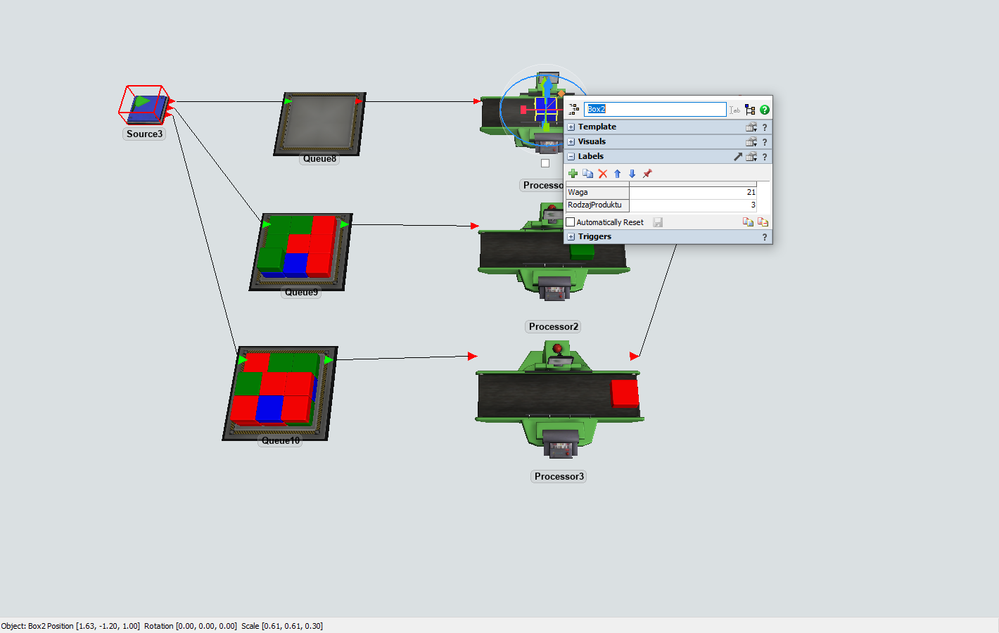 Source3
Queue8
Processo
Box2
Template
?
Visuals
?
Labels
?
Waga 21
RodzajProduktu 3
Automatically Reset
Triggers
?
Queue9
Processor2
Queue10
Processor3
Object: Box2 Position [1.63, -1.20, 1.00] Rotation [0.00, 0.00, 0.00] Scale [0.61, 0.61, 0.30]